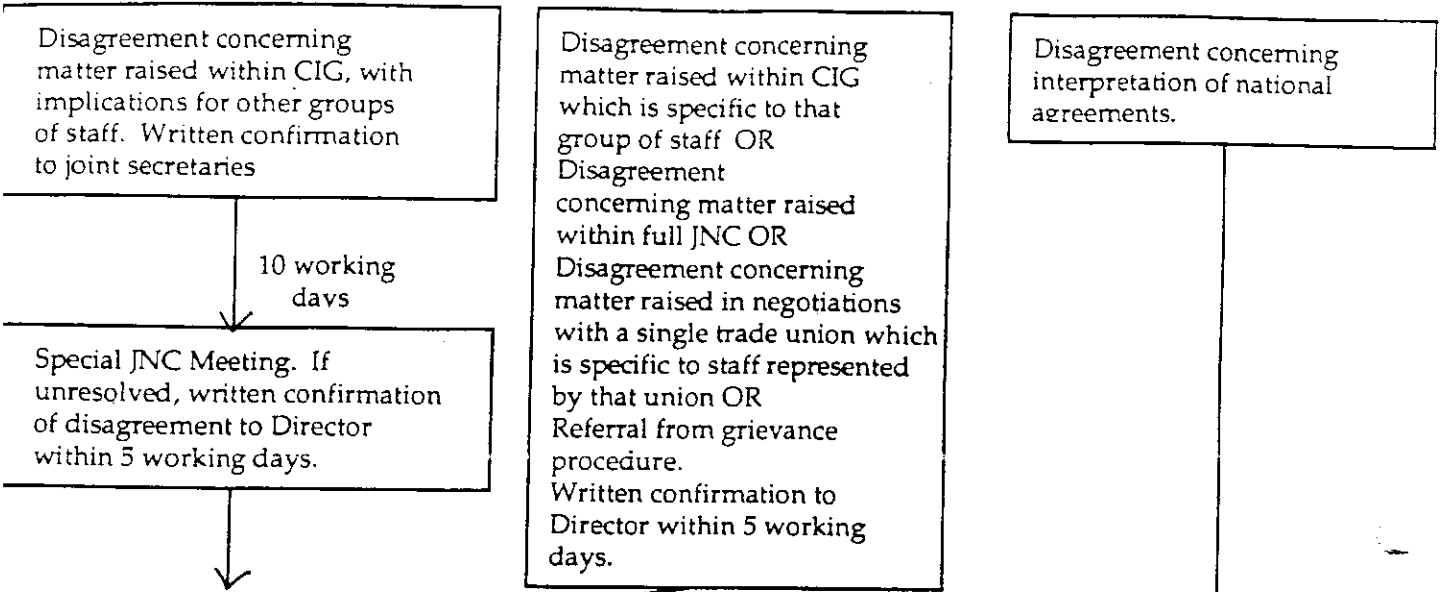 Disagreement concerning
matter raised within CIG, with
implications for other groups
of staff. Written confirmation
to joint secretaries
10 working
days
Special JNC Meeting. If
unresolved, written confirmation
of disagreement to Director
within 5 working days.
Disagreement concerning
matter raised within CIG
which is specific to that
group of staff OR
Disagreement
concerning matter raised
within full JNC OR
Disagreement concerning
matter raised in negotiations
with a single trade union which
is specific to staff represented
by that union OR
Referral from grievance
procedure.
Written confirmation to
Director within 5 working
days.
Disagreement concerning
interpretation of national
agreements.